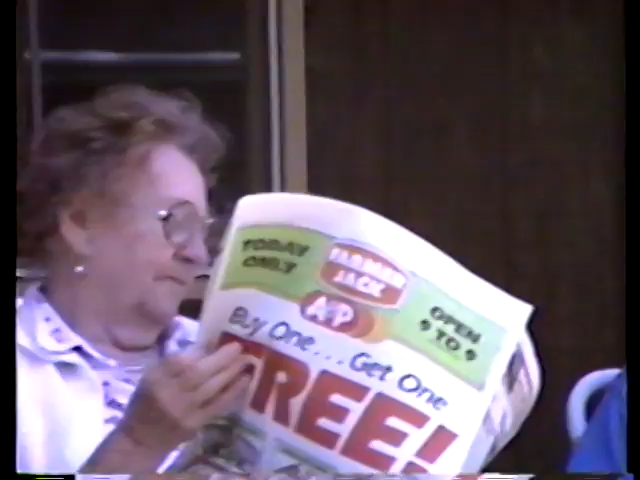 TODAY
ONLY
FARMER
JACK
A&P
OPEN
9 TO 9
Buy One... Get One
FREE!